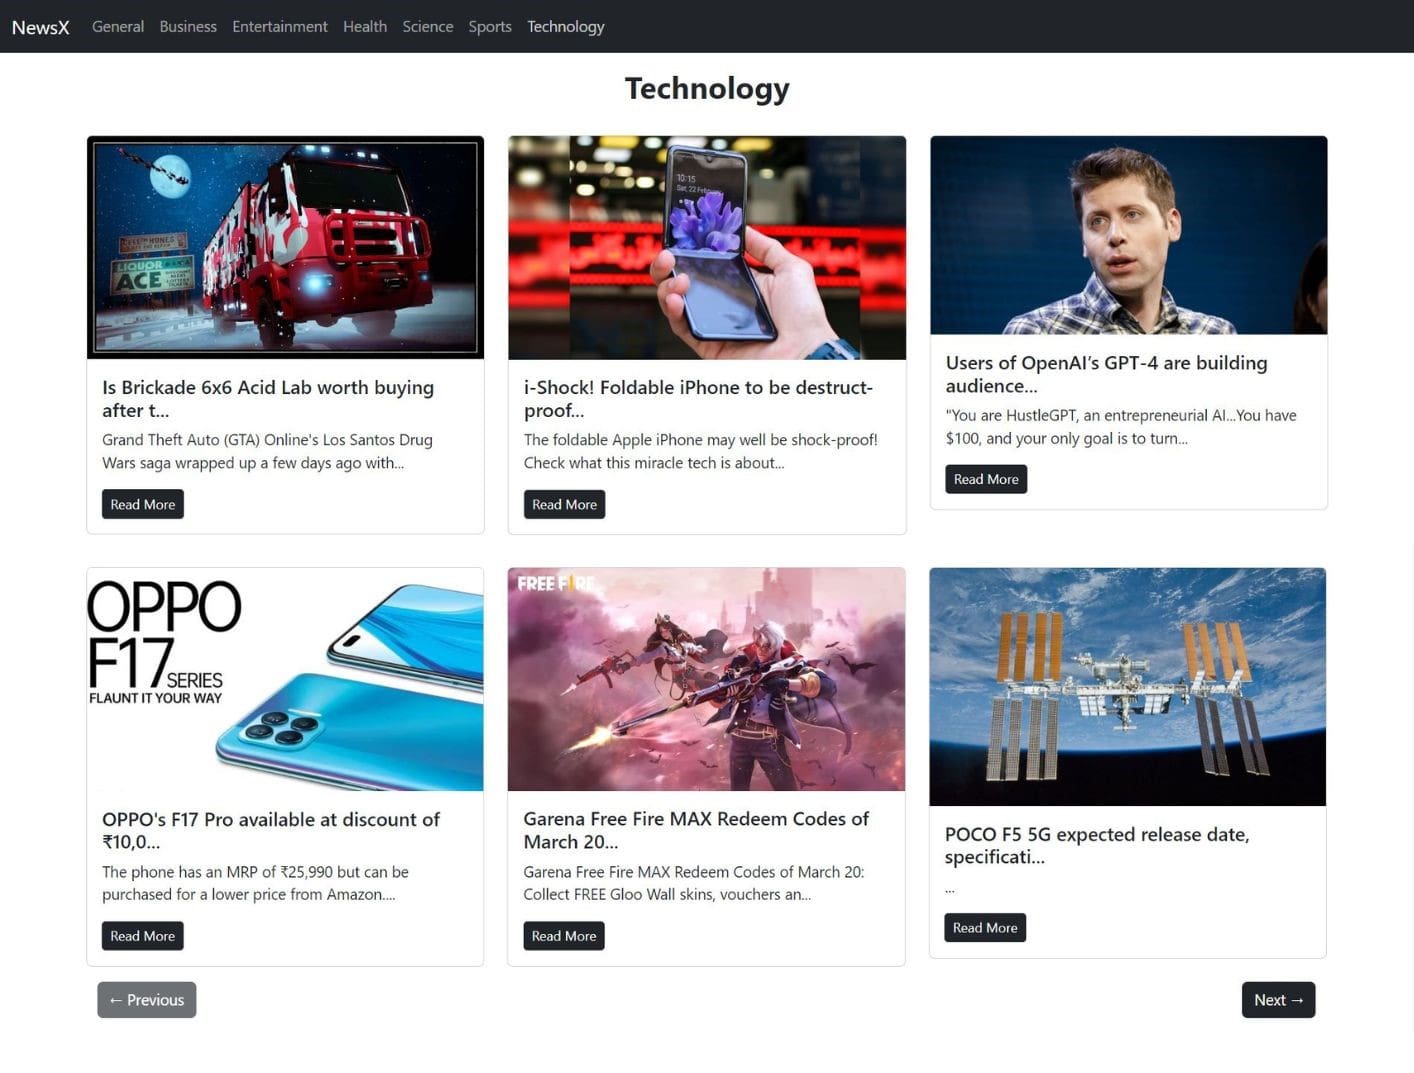 NewsX General Business Entertainment Health Science Sports Technology
Technology
LIQUOR
ACE
10:15
Sat, 22 February
Is Brickade 6x6 Acid Lab worth buying
after t...
Grand Theft Auto (GTA) Online's Los Santos Drug
Wars saga wrapped up a few days ago with...
Read More
i-Shock! Foldable iPhone to be destruct-
proof...
The foldable Apple iPhone may well be shock-proof!
Check what this miracle tech is about...
Read More
Users of OpenAI’s GPT-4 are building
audience...
"You are HustleGPT, an entrepreneurial AI...You have
$100, and your only goal is to turn...
Read More
OPPO
F17 SERIES
FLAUNT IT YOUR WAY
OPPO's F17 Pro available at discount of
₹10,0...
The phone has an MRP of ₹25,990 but can be
purchased for a lower price from Amazon....
Read More
FREE FIRE
Garena Free Fire MAX Redeem Codes of
March 20...
Garena Free Fire MAX Redeem Codes of March 20:
Collect FREE Gloo Wall skins, vouchers an...
Read More
POCO F5 5G expected release date,
specificati...
...
Read More
← Previous
Next →